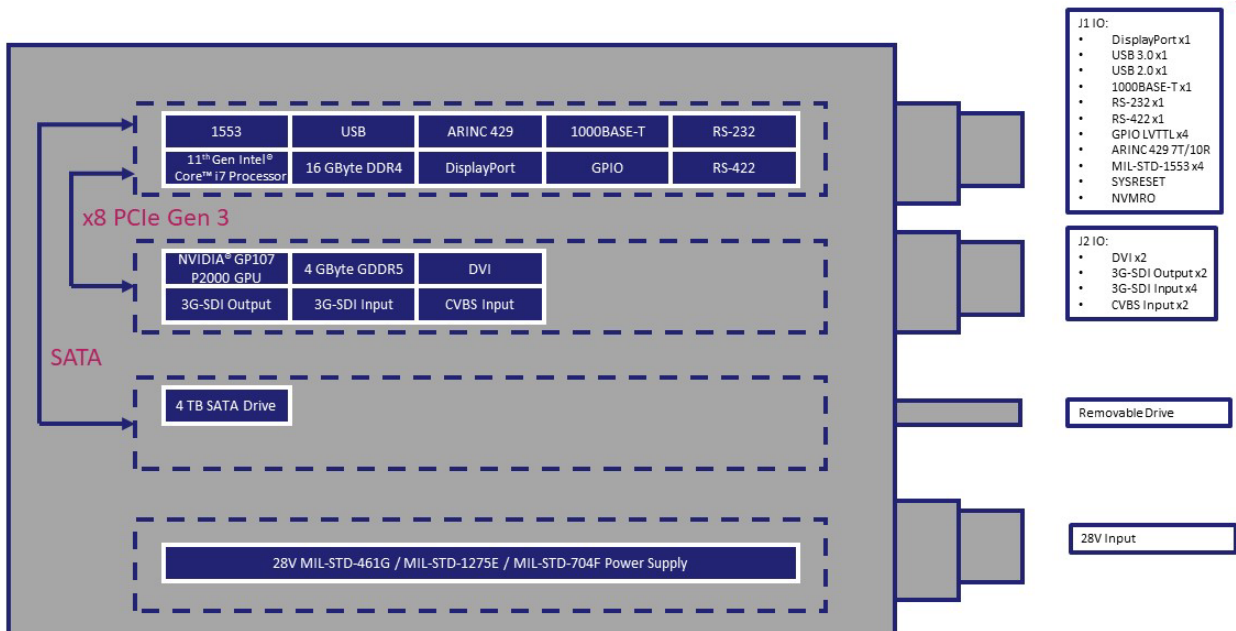 J1 IO:
• DisplayPort x1
• USB 3.0 x1
• USB 2.0 x1
• 1000BASE-T x1
• RS-232 x1
• RS-422 x1
• GPIO LVTTL x4
• ARINC 429 7T/10R
• MIL-STD-1553 x4
• SYSRESET
• NVMRO
1553
USB
ARINC 429
1000BASE-T
RS-232
11th Gen Intel®
Core™ i7 Processor
16 GByte DDR4
DisplayPort
GPIO
RS-422
x8 PCIe Gen 3
NVIDIA® GP107
P2000 GPU
4 GByte GDDR5
DVI
3G-SDI Output
3G-SDI Input
CVBS Input
J2 IO:
• DVI x2
• 3G-SDI Output x2
• 3G-SDI Input x4
• CVBS Input x2
SATA
4 TB SATA Drive
Removable Drive
28V MIL-STD-461G / MIL-STD-1275E / MIL-STD-704F Power Supply
28V Input